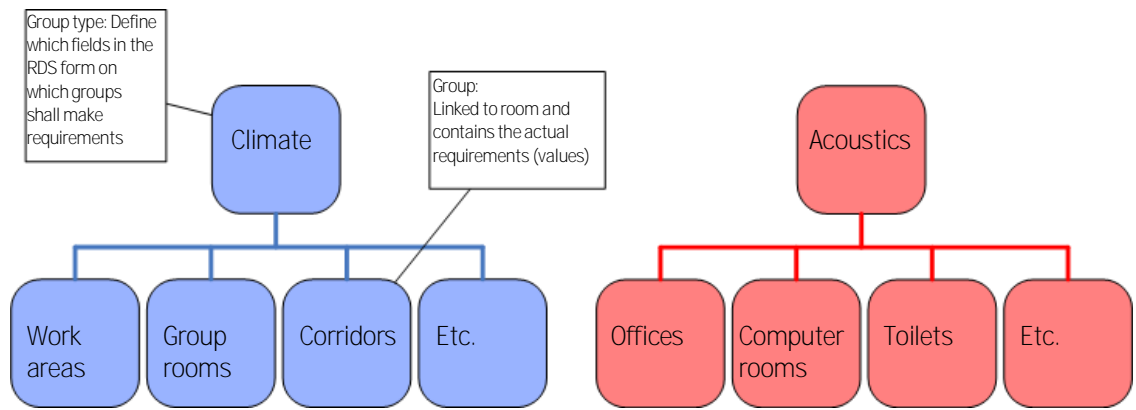 Group type: Define
which fields in the
RDS form on
which groups
shall make
requirements
Group:
Linked to room and
contains the actual
requirements (values)
Climate
Acoustics
Work
areas
Group
rooms
Corridors
Etc.
Offices
Computer
rooms
Toilets
Etc.